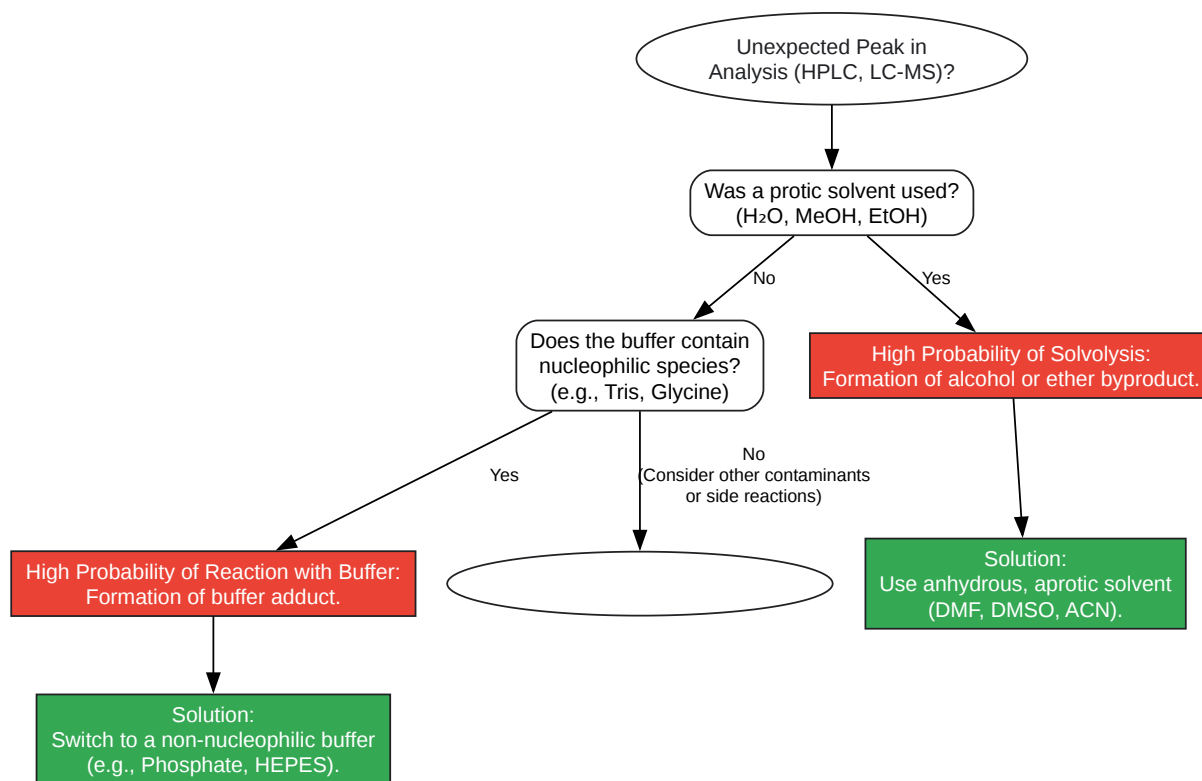 Unexpected Peak in
Analysis (HPLC, LC-MS)?
Was a protic solvent used?
(H₂O, MeOH, EtOH)
No
Yes
Does the buffer contain
nucleophilic species?
(e.g., Tris, Glycine)
High Probability of Solvolysis:
Formation of alcohol or ether byproduct.
Yes
No
(Consider other contaminants
or side reactions)
High Probability of Reaction with Buffer:
Formation of buffer adduct.
Solution:
Use anhydrous, aprotic solvent
(DMF, DMSO, ACN).
Solution:
Switch to a non-nucleophilic buffer
(e.g., Phosphate, HEPES).